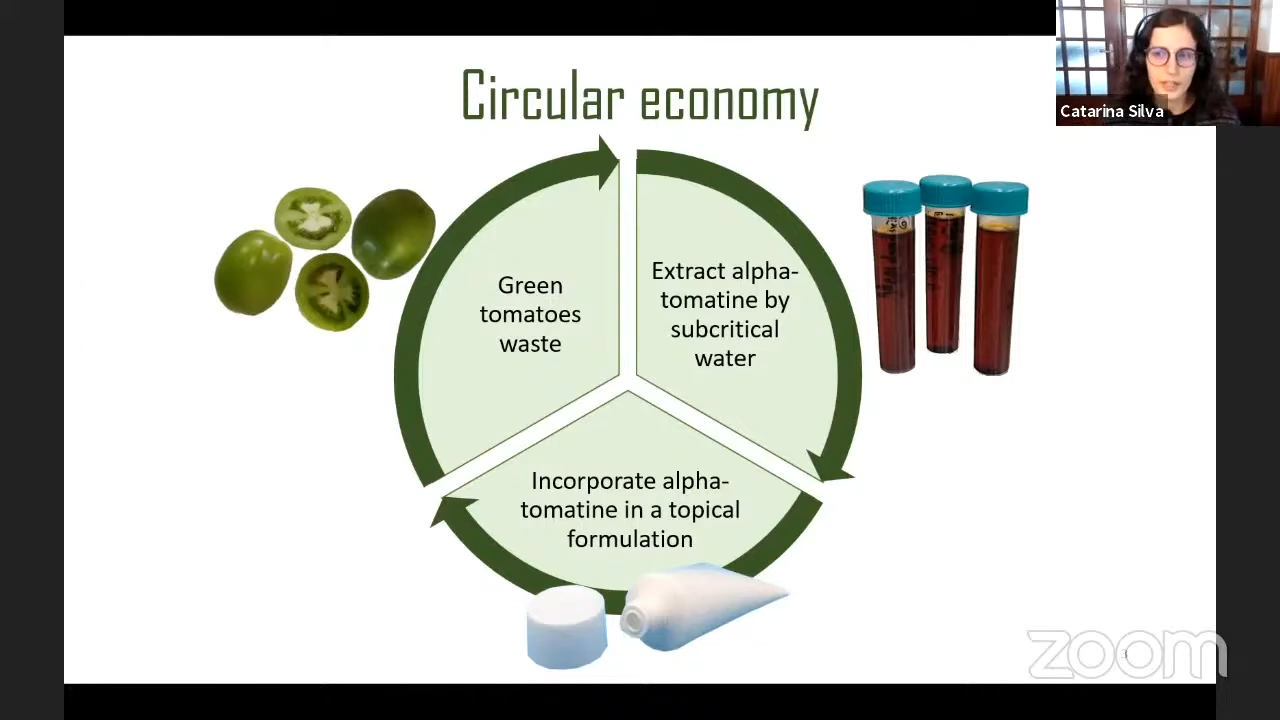 Circular economy
Catarina Silva
Green
tomatoes
waste
Extract alpha-
tomatine by
subcritical
water
Incorporate alpha-
tomatine in a topical
formulation
zoom
3